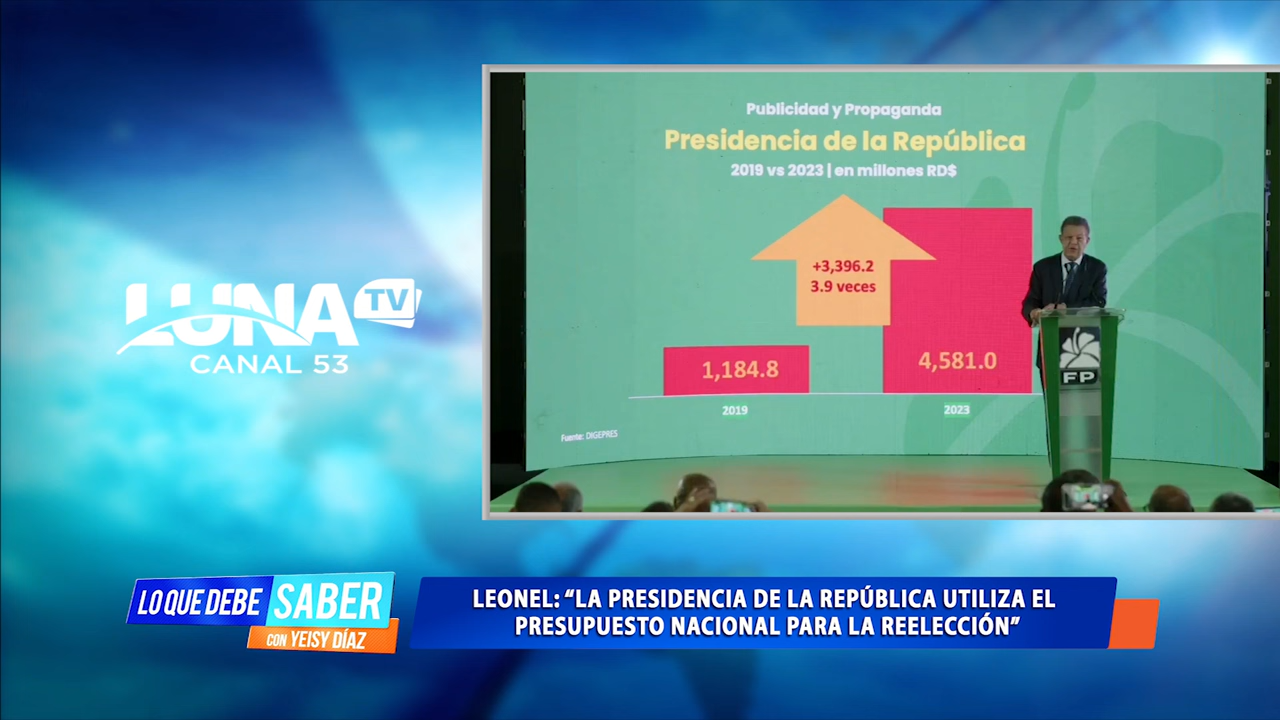 Publicidad y Propaganda
Presidencia de la República
2019 vs 2023 | en millones RD$
+3,396.2
3.9 veces
1,184.8
4,581.0
2019
2023
Fuente: DIGEPRES
FP
LUNA TV
CANAL 53
LO QUE DEBE SABER
CON YEISY DÍAZ
LEONEL: “LA PRESIDENCIA DE LA REPÚBLICA UTILIZA EL
PRESUPUESTO NACIONAL PARA LA REELECCIÓN”